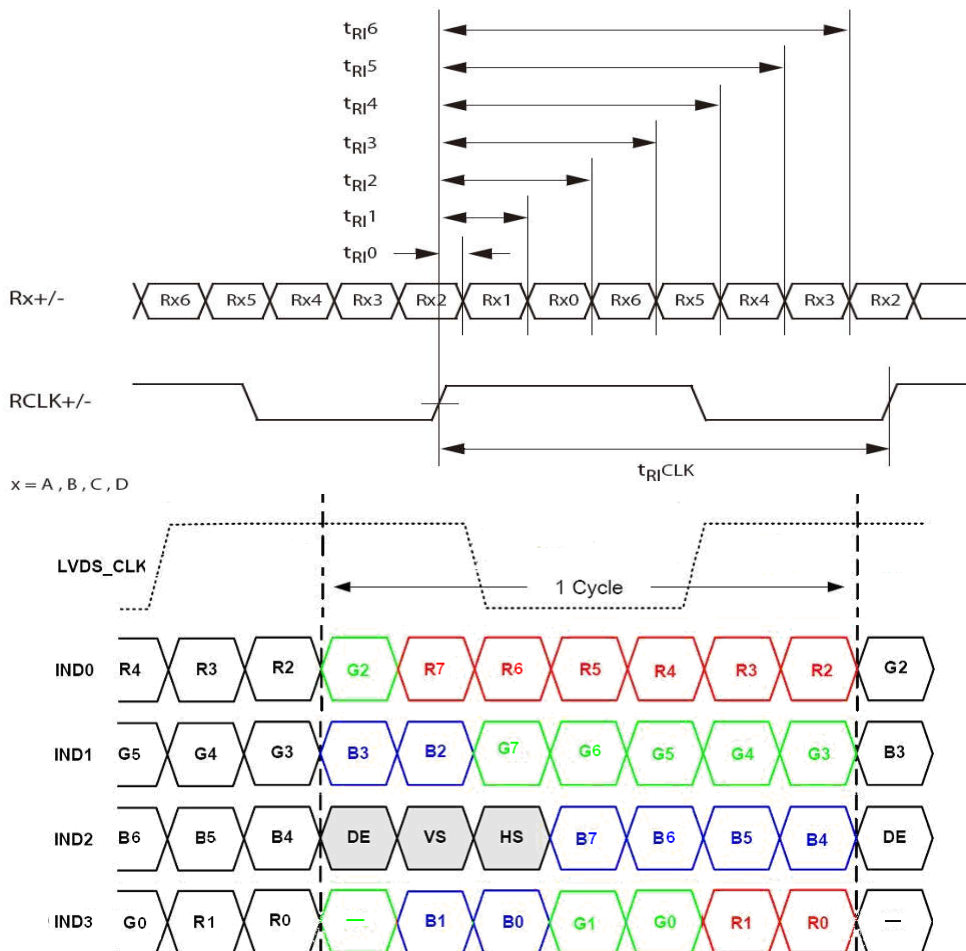 tRI6
tRI5
tRI4
tRI3
tRI2
tRI1
tRI0
Rx+/- Rx6 Rx5 Rx4 Rx3 Rx2 Rx1 Rx0 Rx6 Rx5 Rx4 Rx3 Rx2
RCLK+/-
tRICLK
x = A , B , C , D
LVDS_CLK
1 Cycle
IND0 R4 R3 R2 G2 R7 R6 R5 R4 R3 R2 G2
IND1 G5 G4 G3 B3 B2 G7 G6 G5 G4 G3 B3
IND2 B6 B5 B4 DE VS HS B7 B6 B5 B4 DE
IND3 G0 R1 R0 — B1 B0 G1 G0 R1 R0 —